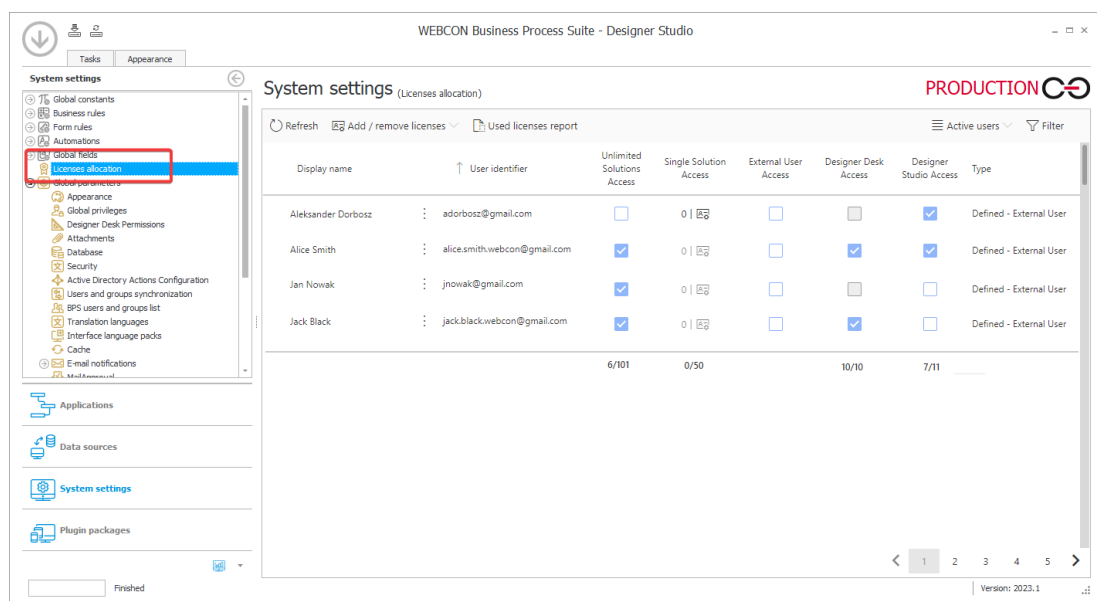 WEBCON Business Process Suite - Designer Studio
Tasks
Appearance
System settings
Global constants
Business rules
Form rules
Automations
Global fields
Licenses allocation
Global parameters
Appearance
Global privileges
Designer Desk Permissions
Attachments
Database
Security
Active Directory Actions Configuration
Users and groups synchronization
BPS users and groups list
Translation languages
Interface language packs
Cache
E-mail notifications
MailApproval
Applications
Data sources
System settings
Plugin packages
Finished
System settings (Licenses allocation)
PRODUCTION
Refresh Add / remove licenses Used licenses report Active users Filter
Display name User identifier Unlimited Solutions Access Single Solution Access External User Access Designer Desk Access Designer Studio Access Type
Aleksander Dorbosz adorbosz@gmail.com 0 | Defined - External User
Alice Smith alice.smith.webcon@gmail.com 0 | Defined - External User
Jan Nowak jnowak@gmail.com 0 | Defined - External User
Jack Black jack.black.webcon@gmail.com 0 | Defined - External User
6/101 0/50 10/10 7/11
1 2 3 4 5
Version: 2023.1